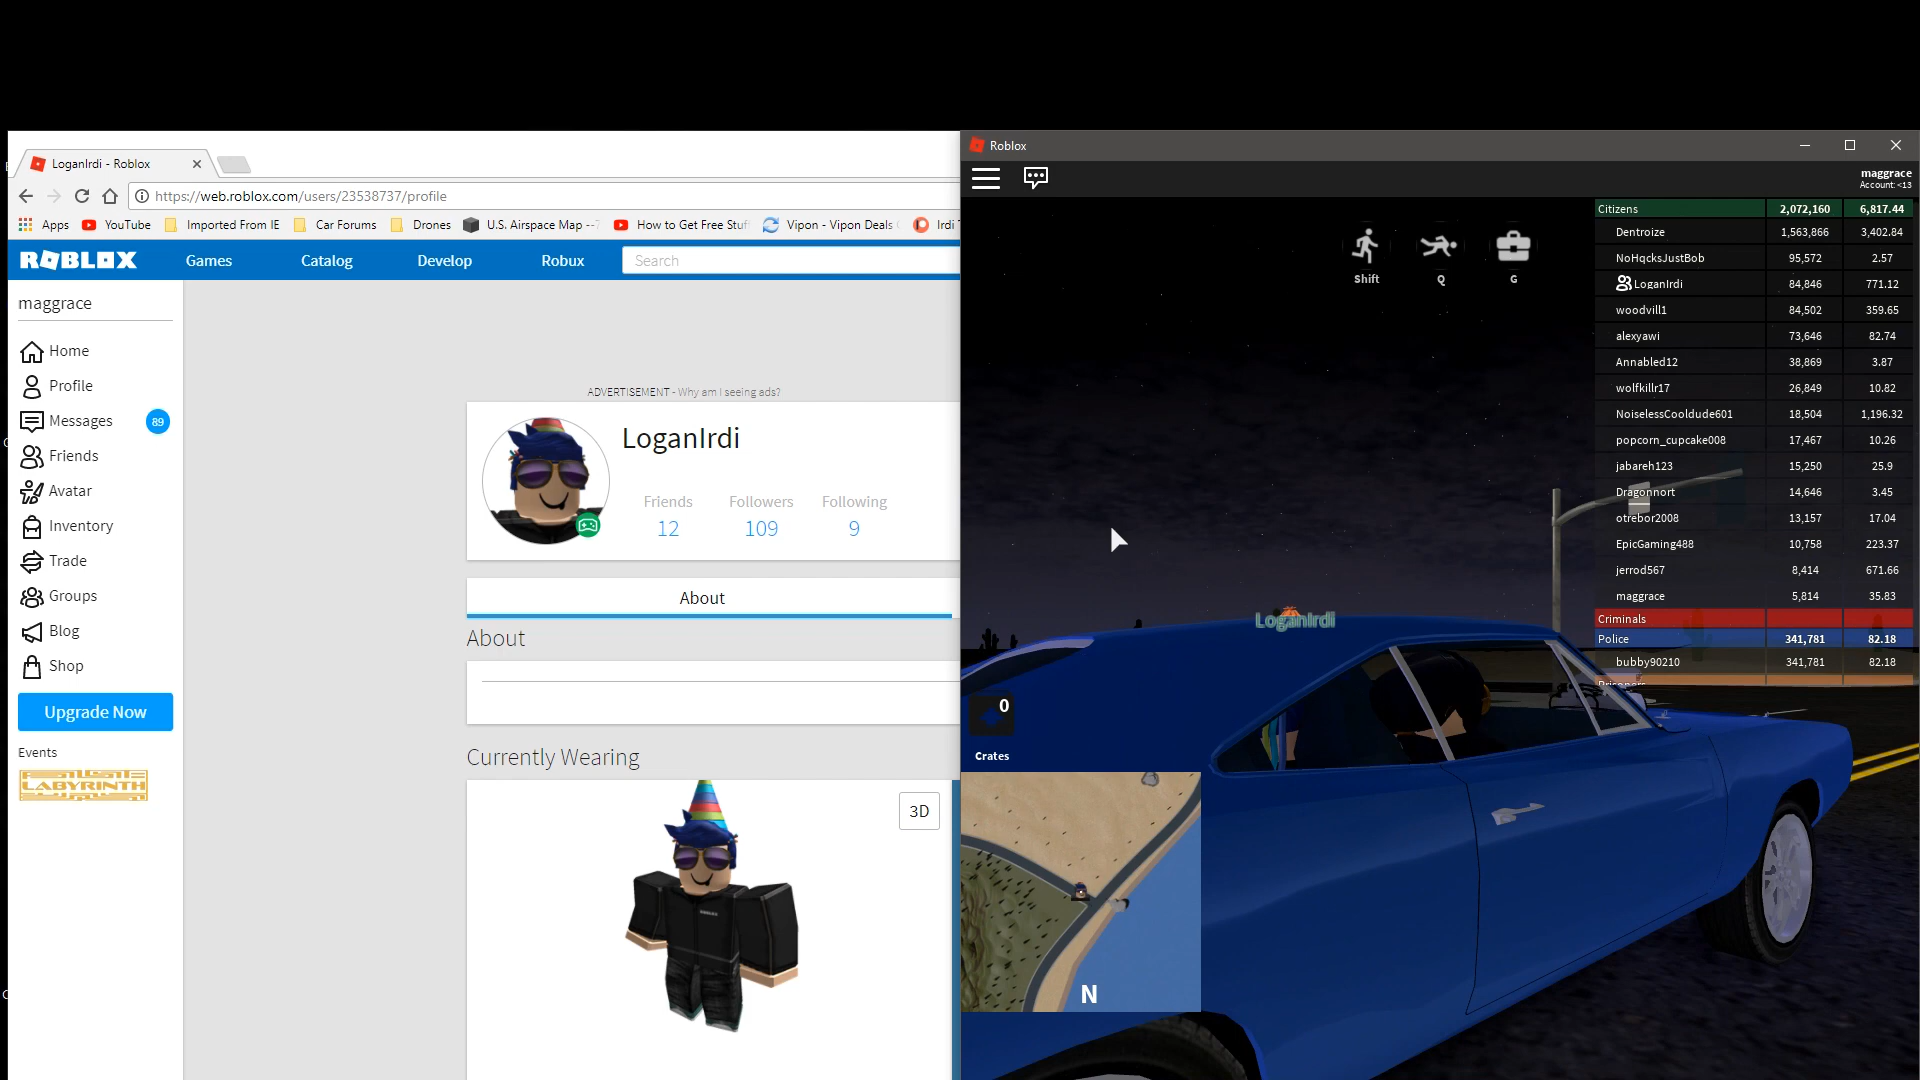 LoganIrdi - Roblox
https://web.roblox.com/users/23538737/profile
Apps YouTube Imported From IE Car Forums Drones U.S. Airspace Map -- How to Get Free Stuf Vipon - Vipon Deals Irdi
ROBLOX Games Catalog Develop Robux Search
maggrace
Home
Profile
Messages 89
Friends
Avatar
Inventory
Trade
Groups
Blog
Shop
Upgrade Now
Events
LABYRINTH
ADVERTISEMENT - Why am I seeing ads?
LoganIrdi
Friends Followers Following
12 109 9
About
About
Currently Wearing
3D
ROBLOX
Roblox
maggrace
Account: <13
Shift Q G
Citizens 2,072,160 6,817.44
Dentroize 1,563,866 3,402.84
NoHqcksJustBob 95,572 2.57
LoganIrdi 84,846 771.12
woodvill1 84,502 359.65
alexyawi 73,646 82.74
Annabled12 38,869 3.87
wolfkillr17 26,849 10.82
NoiselessCooldude601 18,504 1,196.32
popcorn_cupcake008 17,467 10.26
jabareh123 15,250 25.9
Dragonnort 14,646 3.45
otrebor2008 13,157 17.04
EpicGaming488 10,758 223.37
jerrod567 8,414 671.66
maggrace 5,814 35.83
Criminals
Police 341,781 82.18
bubby90210 341,781 82.18
Prisoners
LoganIrdi
0
Crates
N